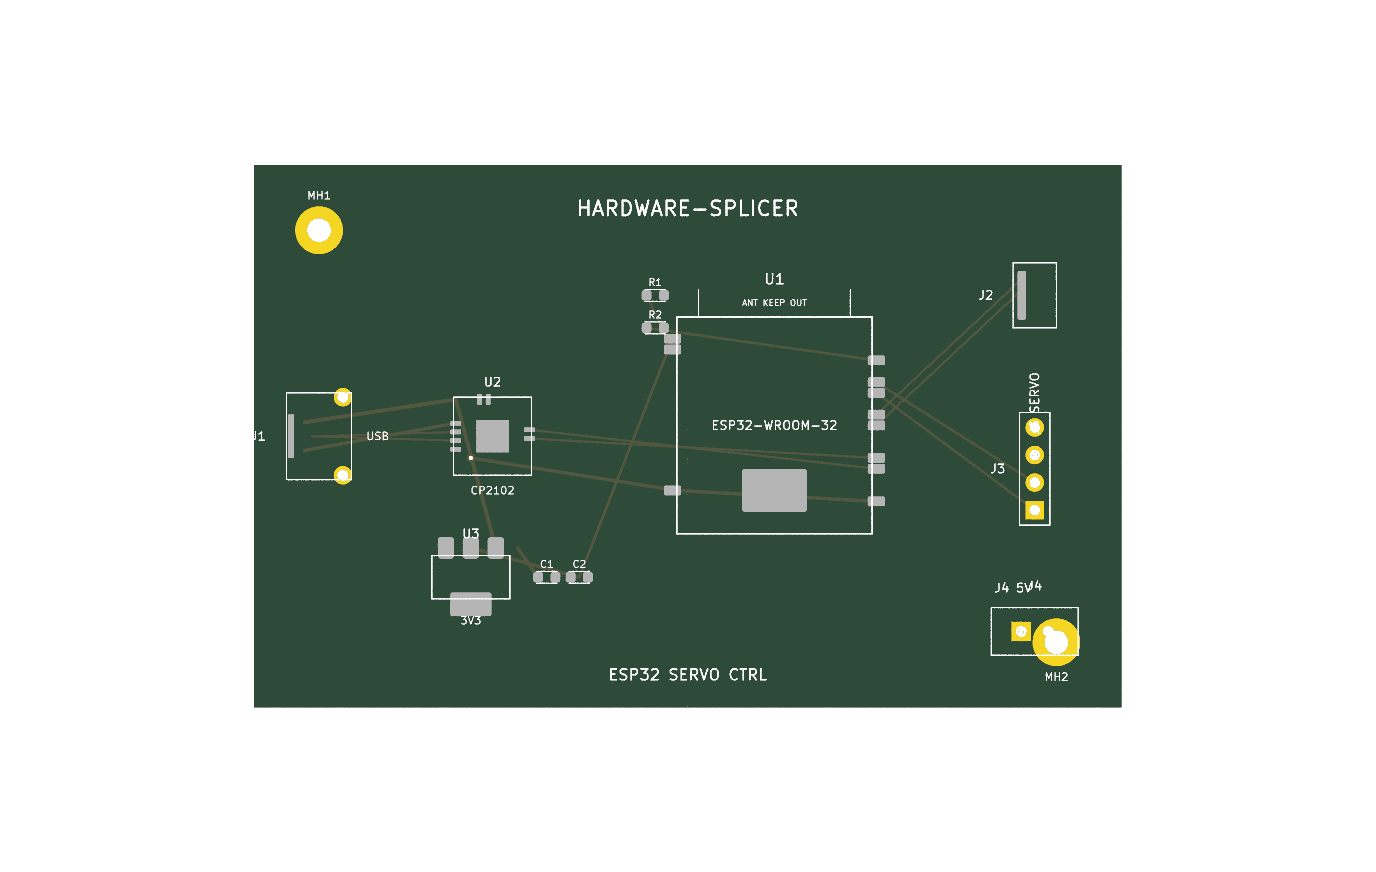 MH1
HARDWARE-SPLICER
U1
R1
ANT KEEP OUT
J2
R2
U2
SERVO
J1
USB
ESP32-WROOM-32
J3
CP2102
U3
C1
C2
J4 5V
J4
3V3
ESP32 SERVO CTRL
MH2